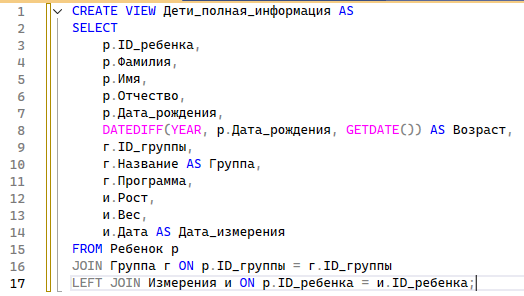 1 CREATE VIEW Дети_полная_информация AS
2 SELECT
3 р.ID_ребенка,
4 р.Фамилия,
5 р.Имя,
6 р.Отчество,
7 р.Дата_рождения,
8 DATEDIFF(YEAR, р.Дата_рождения, GETDATE()) AS Возраст,
9 г.ID_группы,
10 г.Название AS Группа,
11 г.Программа,
12 и.Рост,
13 и.Вес,
14 и.Дата AS Дата_измерения
15 FROM Ребенок р
16 JOIN Группа г ON р.ID_группы = г.ID_группы
17 LEFT JOIN Измерения и ON р.ID_ребенка = и.ID_ребенка;